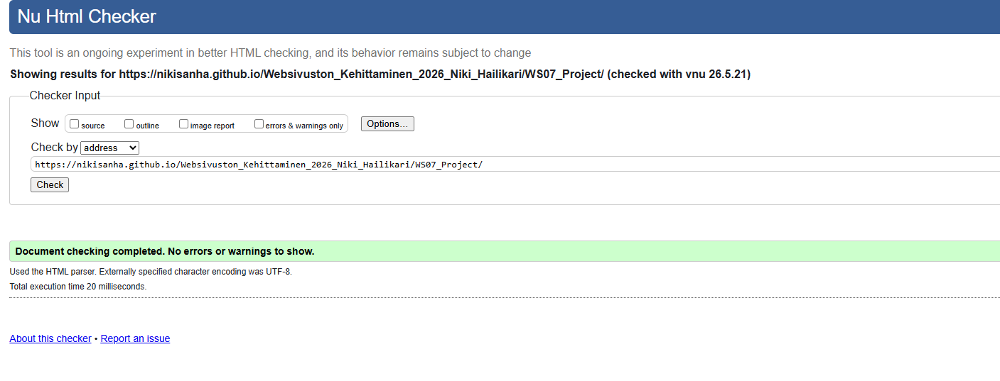 Nu Html Checker
This tool is an ongoing experiment in better HTML checking, and its behavior remains subject to change
Showing results for https://nikisanha.github.io/Websivuston_Kehittaminen_2026_Niki_Hailikari/WS07_Project/ (checked with vnu 26.5.21)
Checker Input
Show source outline image report errors & warnings only Options...
Check by address
https://nikisanha.github.io/Websivuston_Kehittaminen_2026_Niki_Hailikari/WS07_Project/
Check
Document checking completed. No errors or warnings to show.
Used the HTML parser. Externally specified character encoding was UTF-8.
Total execution time 20 milliseconds.
About this checker • Report an issue